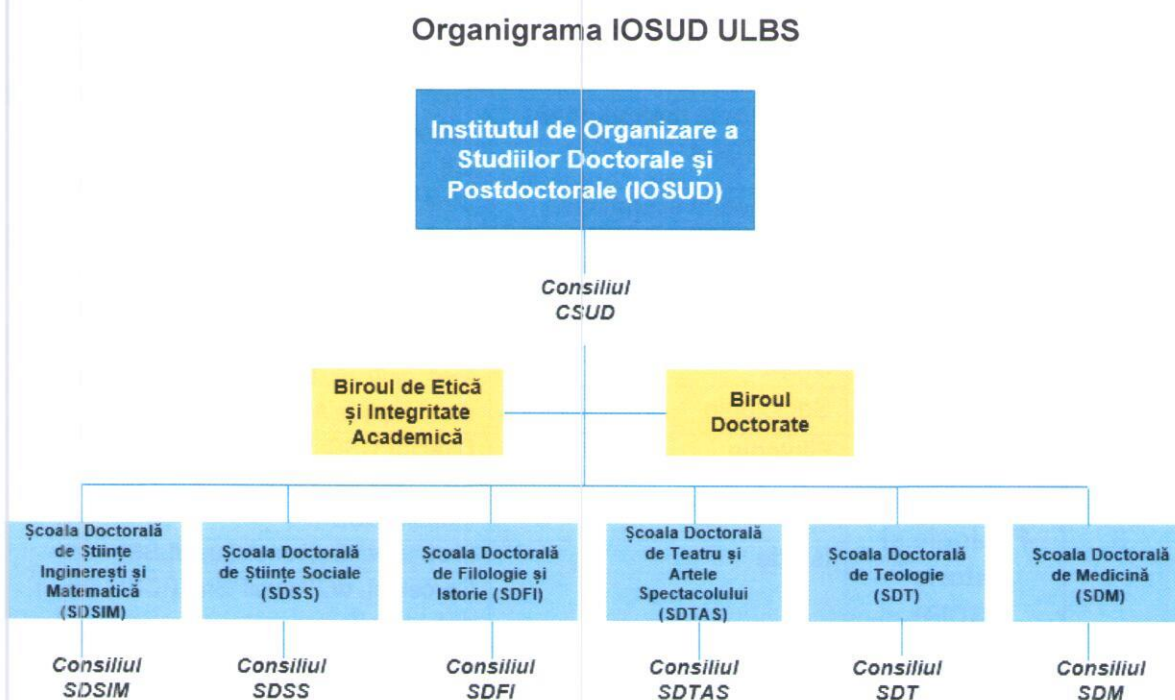 Organigrama IOSUD ULBS
Institutul de Organizare a
Studiilor Doctorale și
Postdoctorale (IOSUD)
Consiliul
CSUD
Biroul de Etică
și Integritate
Academică
Biroul
Doctorate
Școala Doctorală
de Științe
Inginerești și
Matematică
(SDSIM)
Școala Doctorală
de Științe Sociale
(SDSS)
Școala Doctorală
de Filologie și
Istorie (SDFI)
Școala Doctorală
de Teatru și
Artele
Spectacolului
(SDTAS)
Școala Doctorală
de Teologie
(SDT)
Școala Doctorală
de Medicină
(SDM)
Consiliul
SDSIM
Consiliul
SDSS
Consiliul
SDFI
Consiliul
SDTAS
Consiliul
SDT
Consiliul
SDM